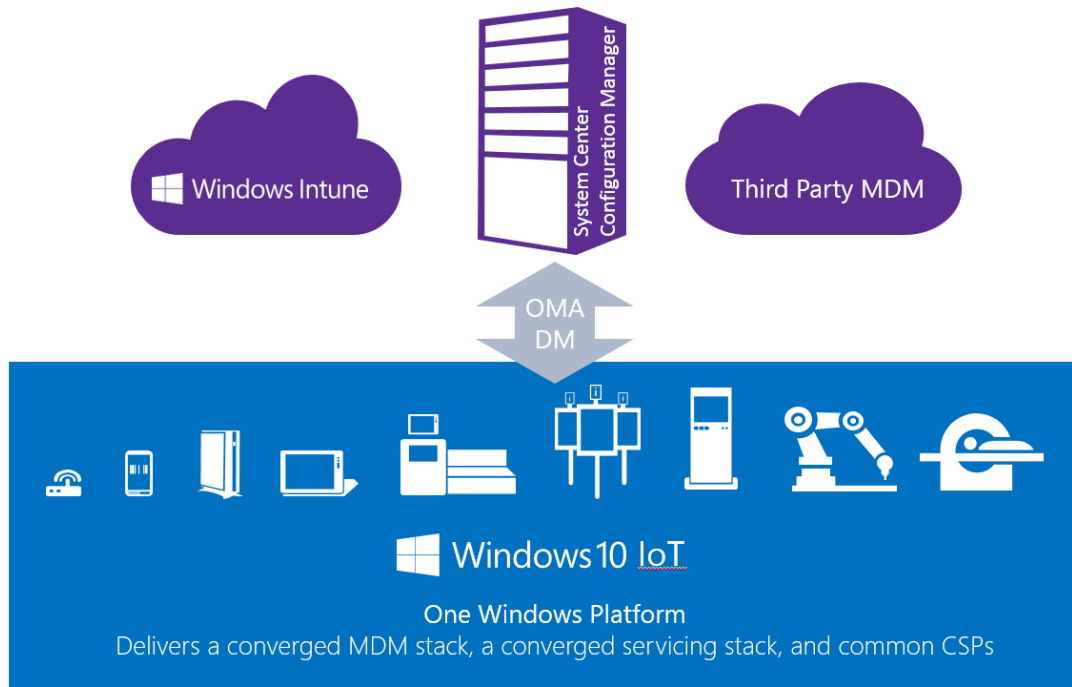 Windows Intune
System Center
Configuration Manager
Third Party MDM
OMA
DM
i
i
i
Windows 10 IoT
One Windows Platform
Delivers a converged MDM stack, a converged servicing stack, and common CSPs